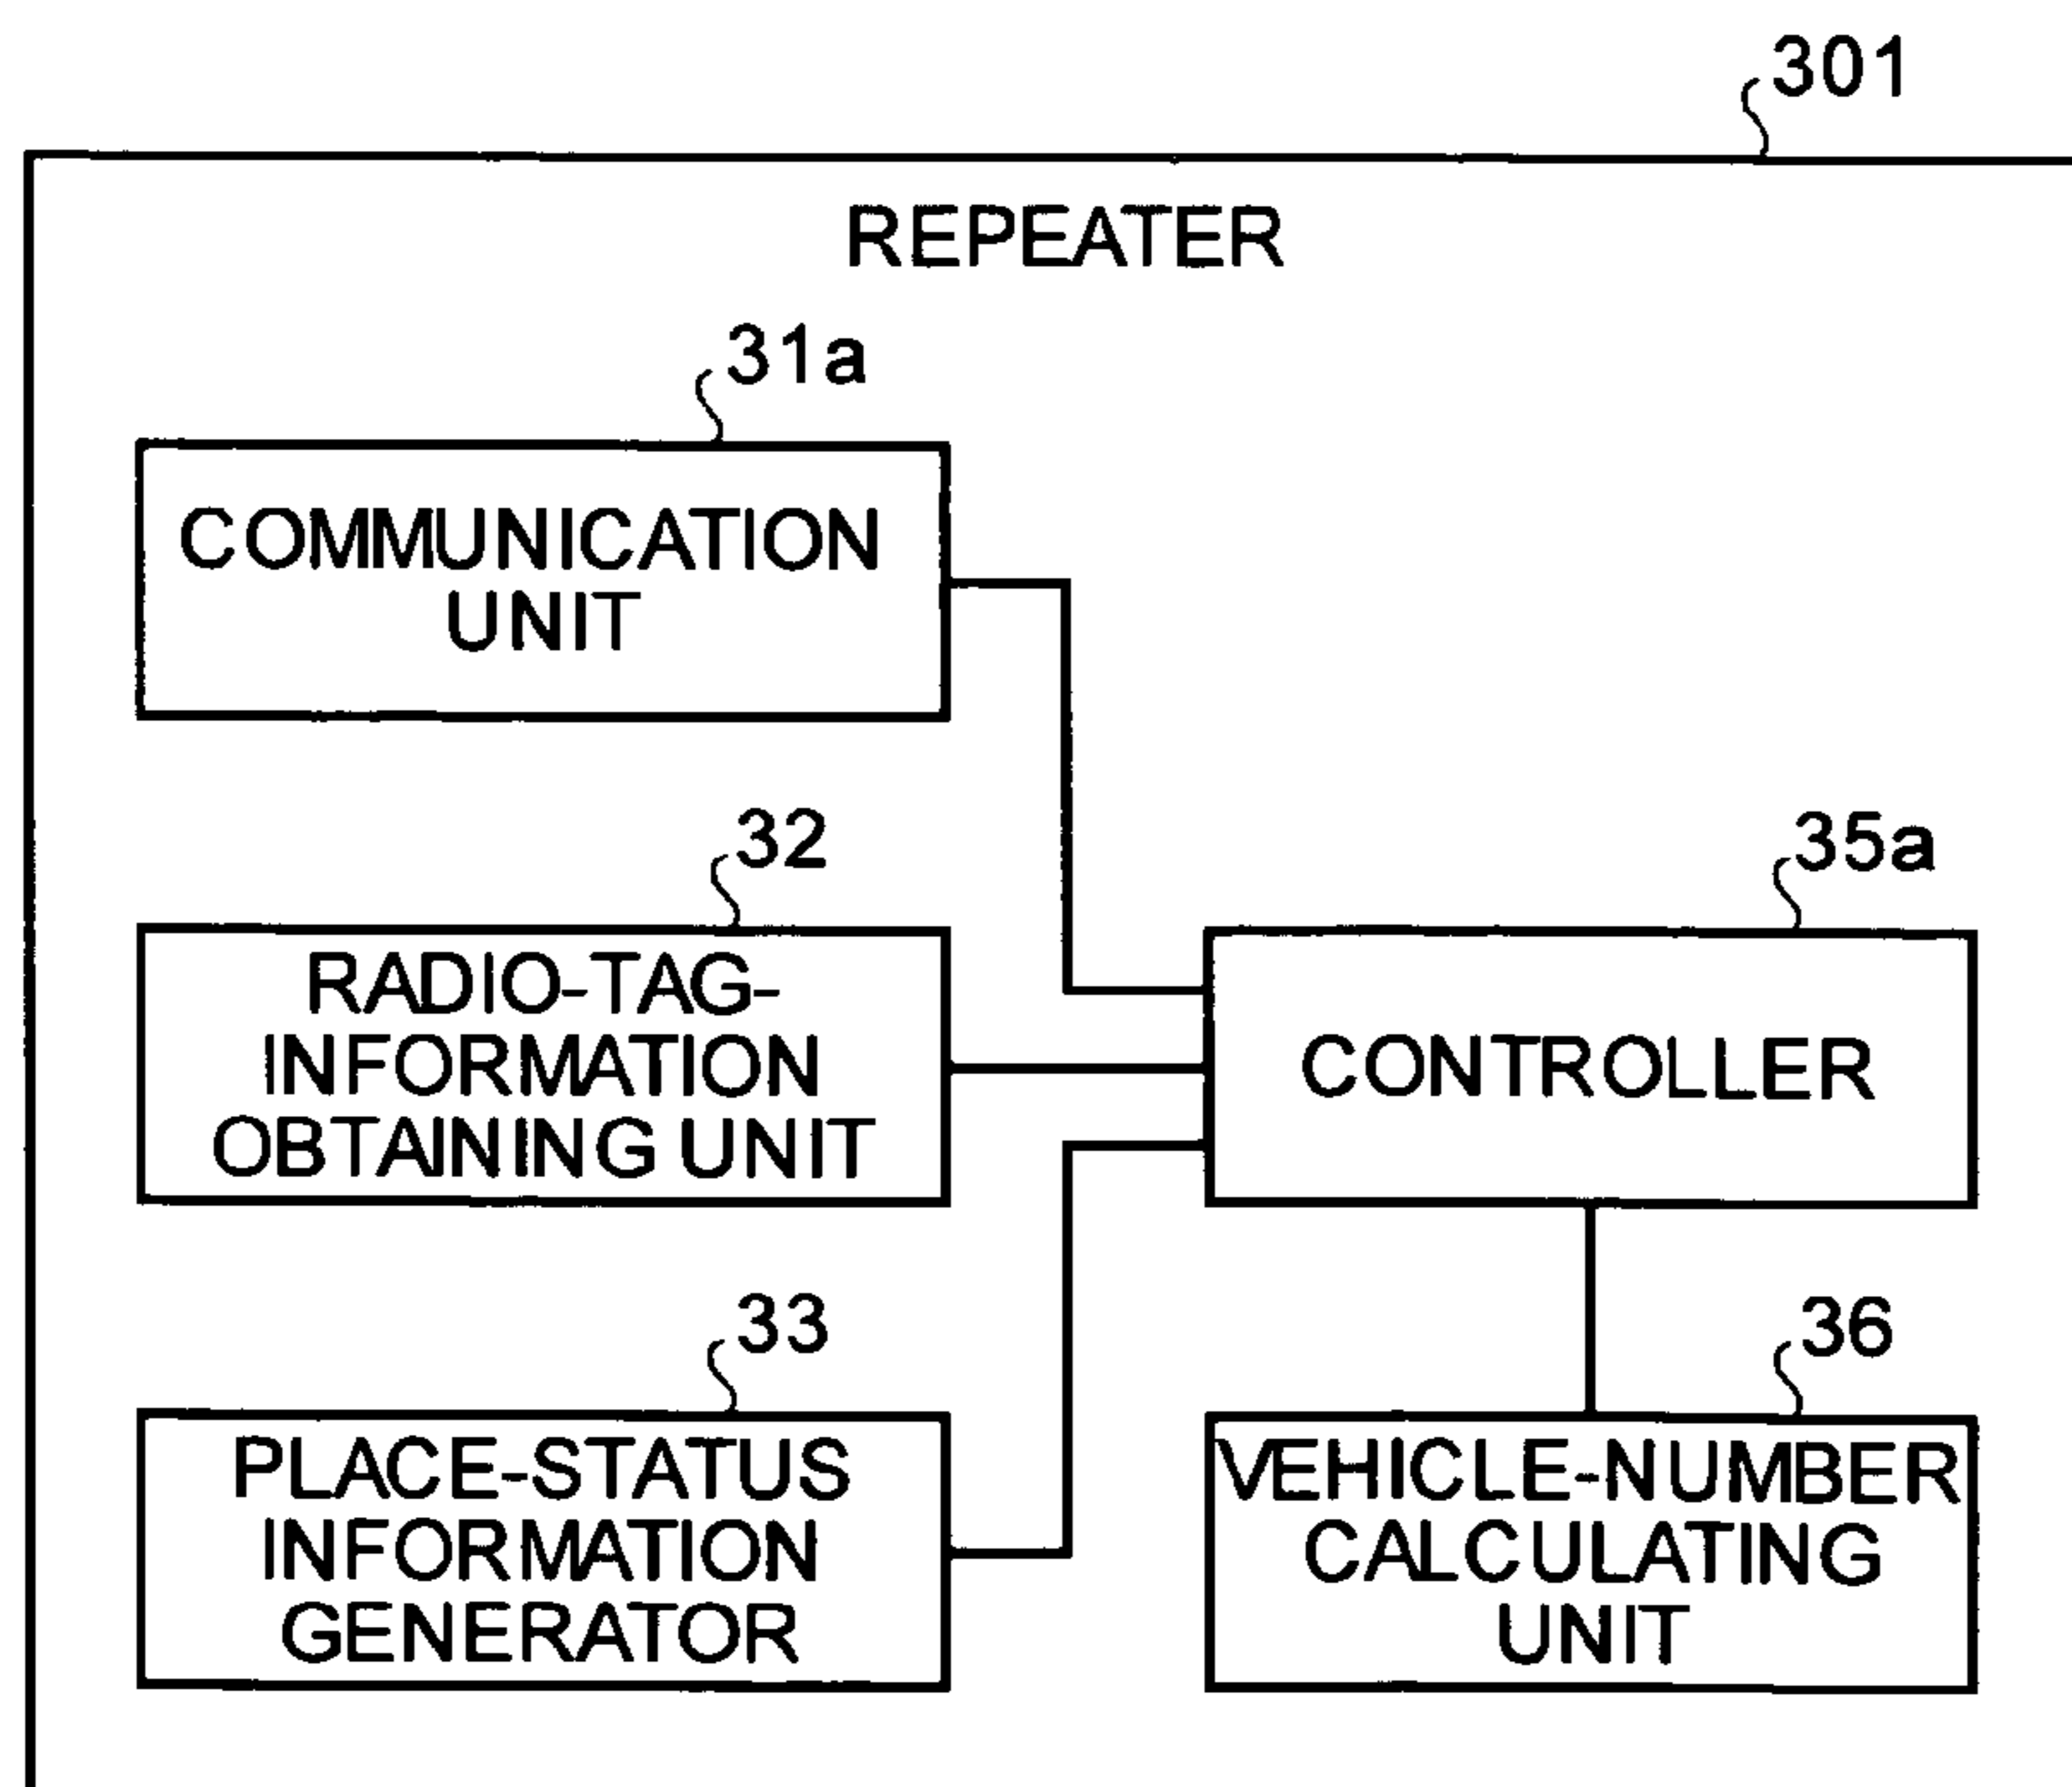 301
REPEATER
31a
COMMUNICATION
UNIT
32
RADIO-TAG-
INFORMATION
OBTAINING UNIT
35a
CONTROLLER
33
PLACE-STATUS
INFORMATION
GENERATOR
36
VEHICLE-NUMBER
CALCULATING
UNIT